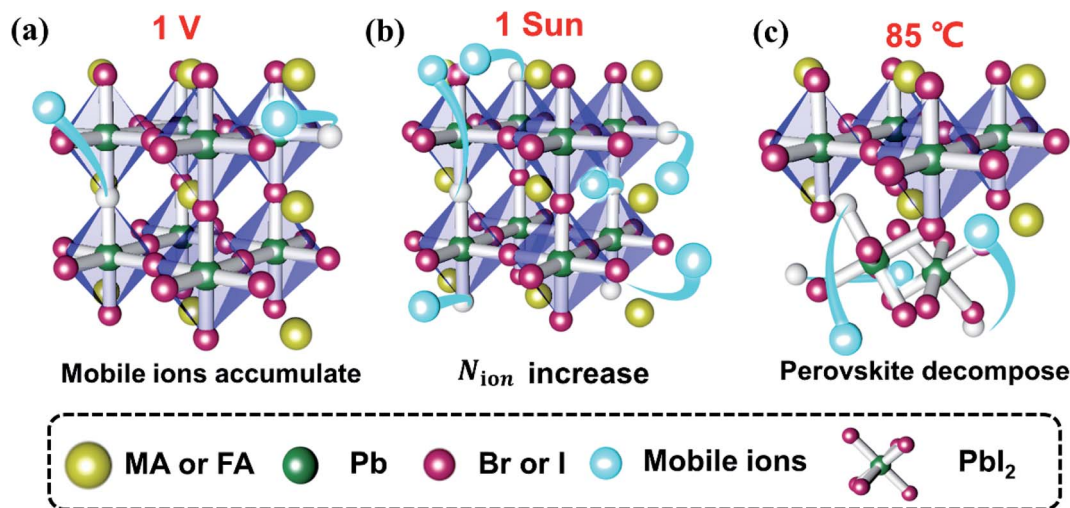 (a) 1 V (b) 1 Sun (c) 85 ℃
Mobile ions accumulate
N_ion increase
Perovskite decompose
MA or FA Pb Br or I Mobile ions PbI₂